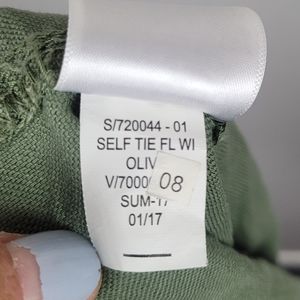 S/720044 - 01
SELF TIE FL WI
OLIV
V/7000
08
SUM-17
01/17